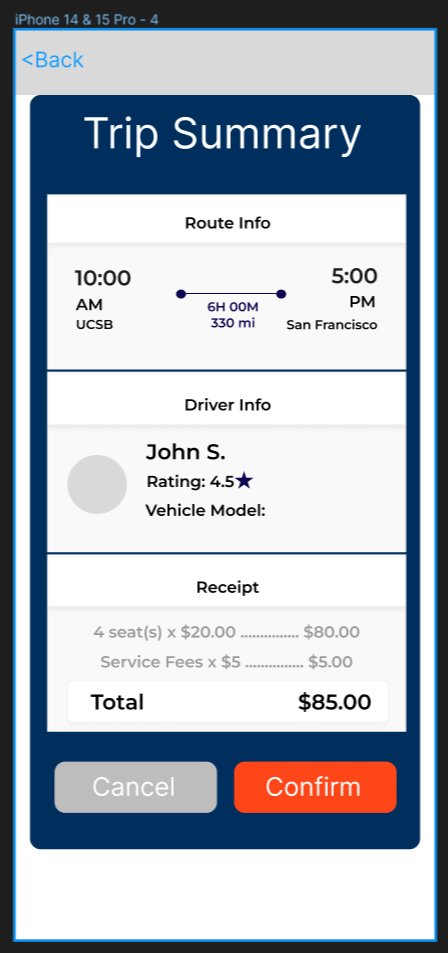 iPhone 14 & 15 Pro - 4
<Back
Trip Summary
Route Info
10:00 5:00
AM 6H 00M PM
UCSB 330 mi San Francisco
Driver Info
John S.
Rating: 4.5★
Vehicle Model:
Receipt
4 seat(s) x $20.00 ............... $80.00
Service Fees x $5 ............... $5.00
Total $85.00
Cancel Confirm